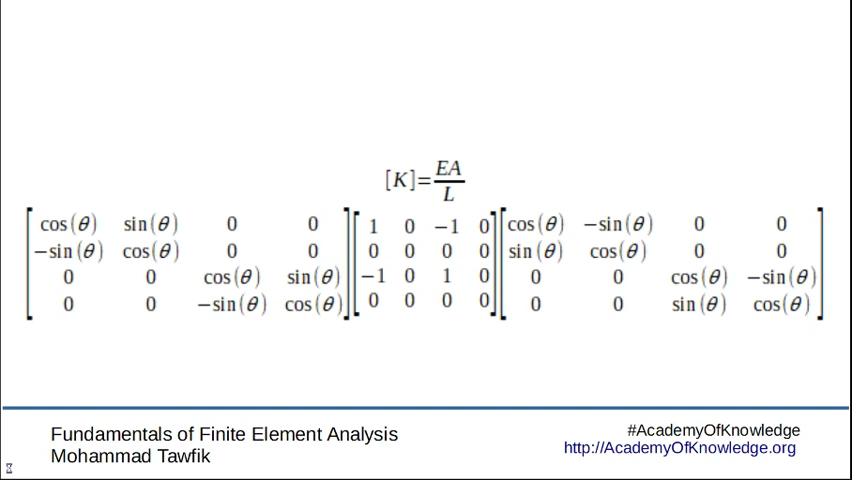 [K]=EA/L
[cos(θ) sin(θ) 0 0] [1 0 −1 0] [cos(θ) −sin(θ) 0 0]
[−sin(θ) cos(θ) 0 0] [0 0 0 0] [sin(θ) cos(θ) 0 0]
[0 0 cos(θ) sin(θ)] [−1 0 1 0] [0 0 cos(θ) −sin(θ)]
[0 0 −sin(θ) cos(θ)] [0 0 0 0] [0 0 sin(θ) cos(θ)]
Fundamentals of Finite Element Analysis
Mohammad Tawfik
#AcademyOfKnowledge
http://AcademyOfKnowledge.org